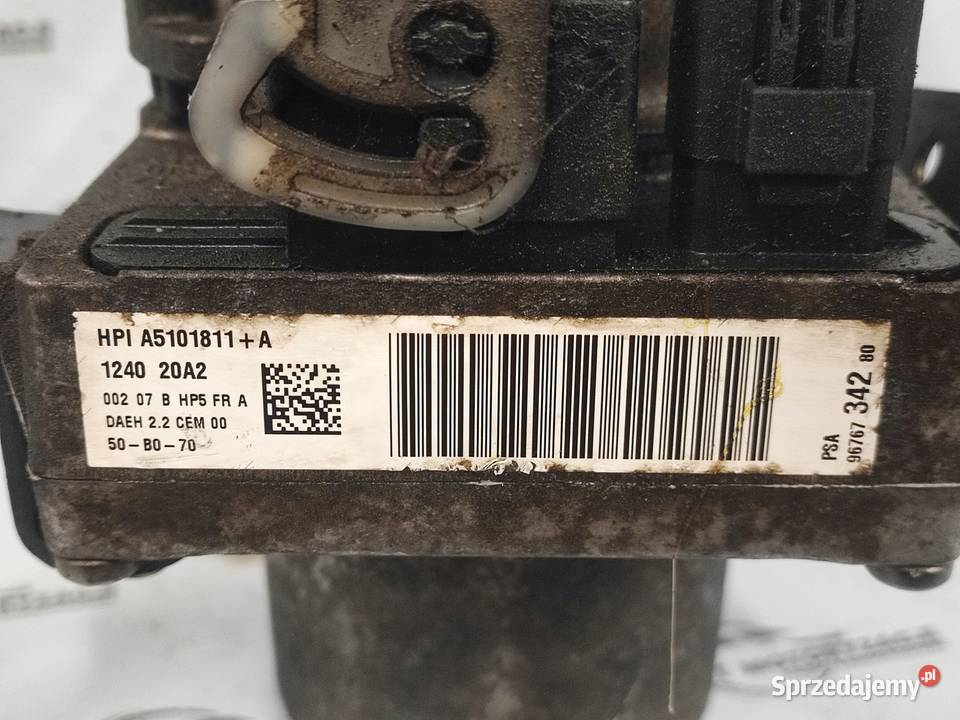 HPI A5101811+A
1240 20A2
002 07 B HP5 FR A
DAEH 2.2 CEM 00
50-B0-70
PSA
96767 342 80
Sprzedajemy.pl